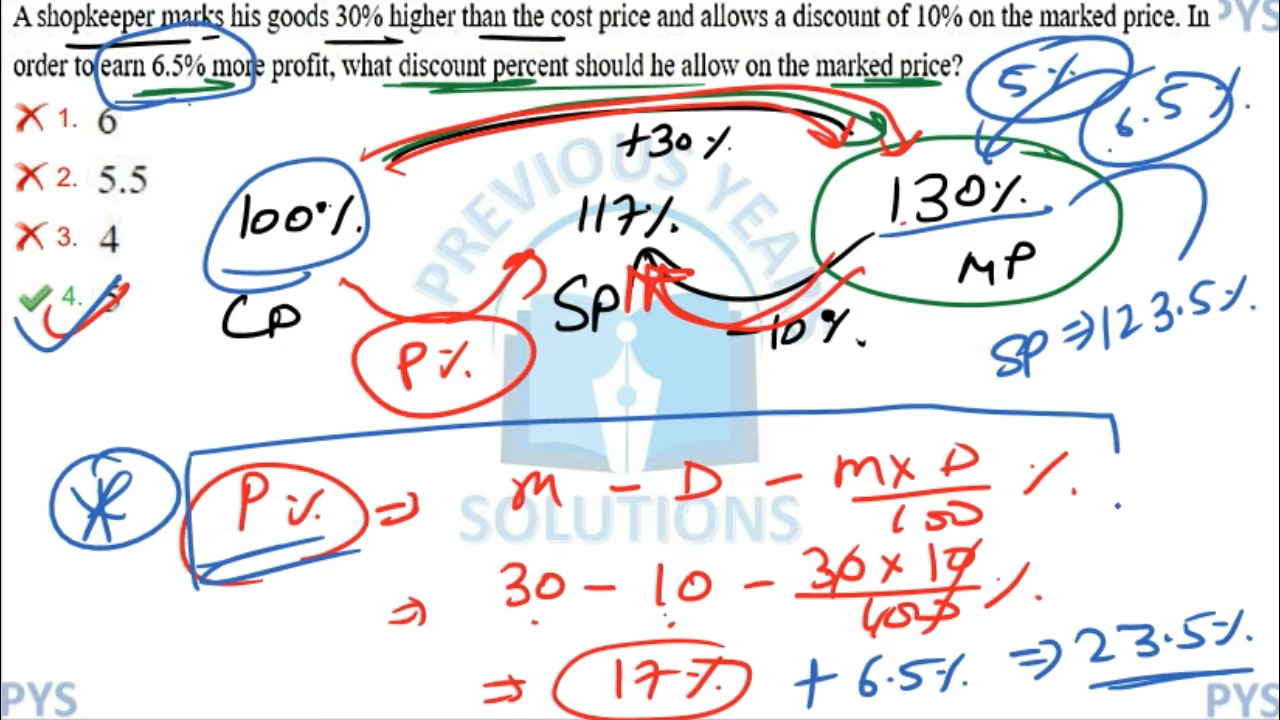 A shopkeeper marks his goods 30% higher than the cost price and allows a discount of 10% on the marked price. In
order to earn 6.5% more profit, what discount percent should he allow on the marked price?
PYS
5%
6.5%.
1. 6
2. 5.5
3. 4
4. 5
+30%.
100%.
117%.
130%.
CP
SP
MP
-10%.
SP ⇒ 123.5%.
P%.
PREVIOUS YEAR
SOLUTIONS
P%. ⇒ M - D - M×D/100 %.
⇒ 30 - 10 - 30×10/100 %.
⇒ 17% + 6.5%. ⇒ 23.5%.
PYS
PYS